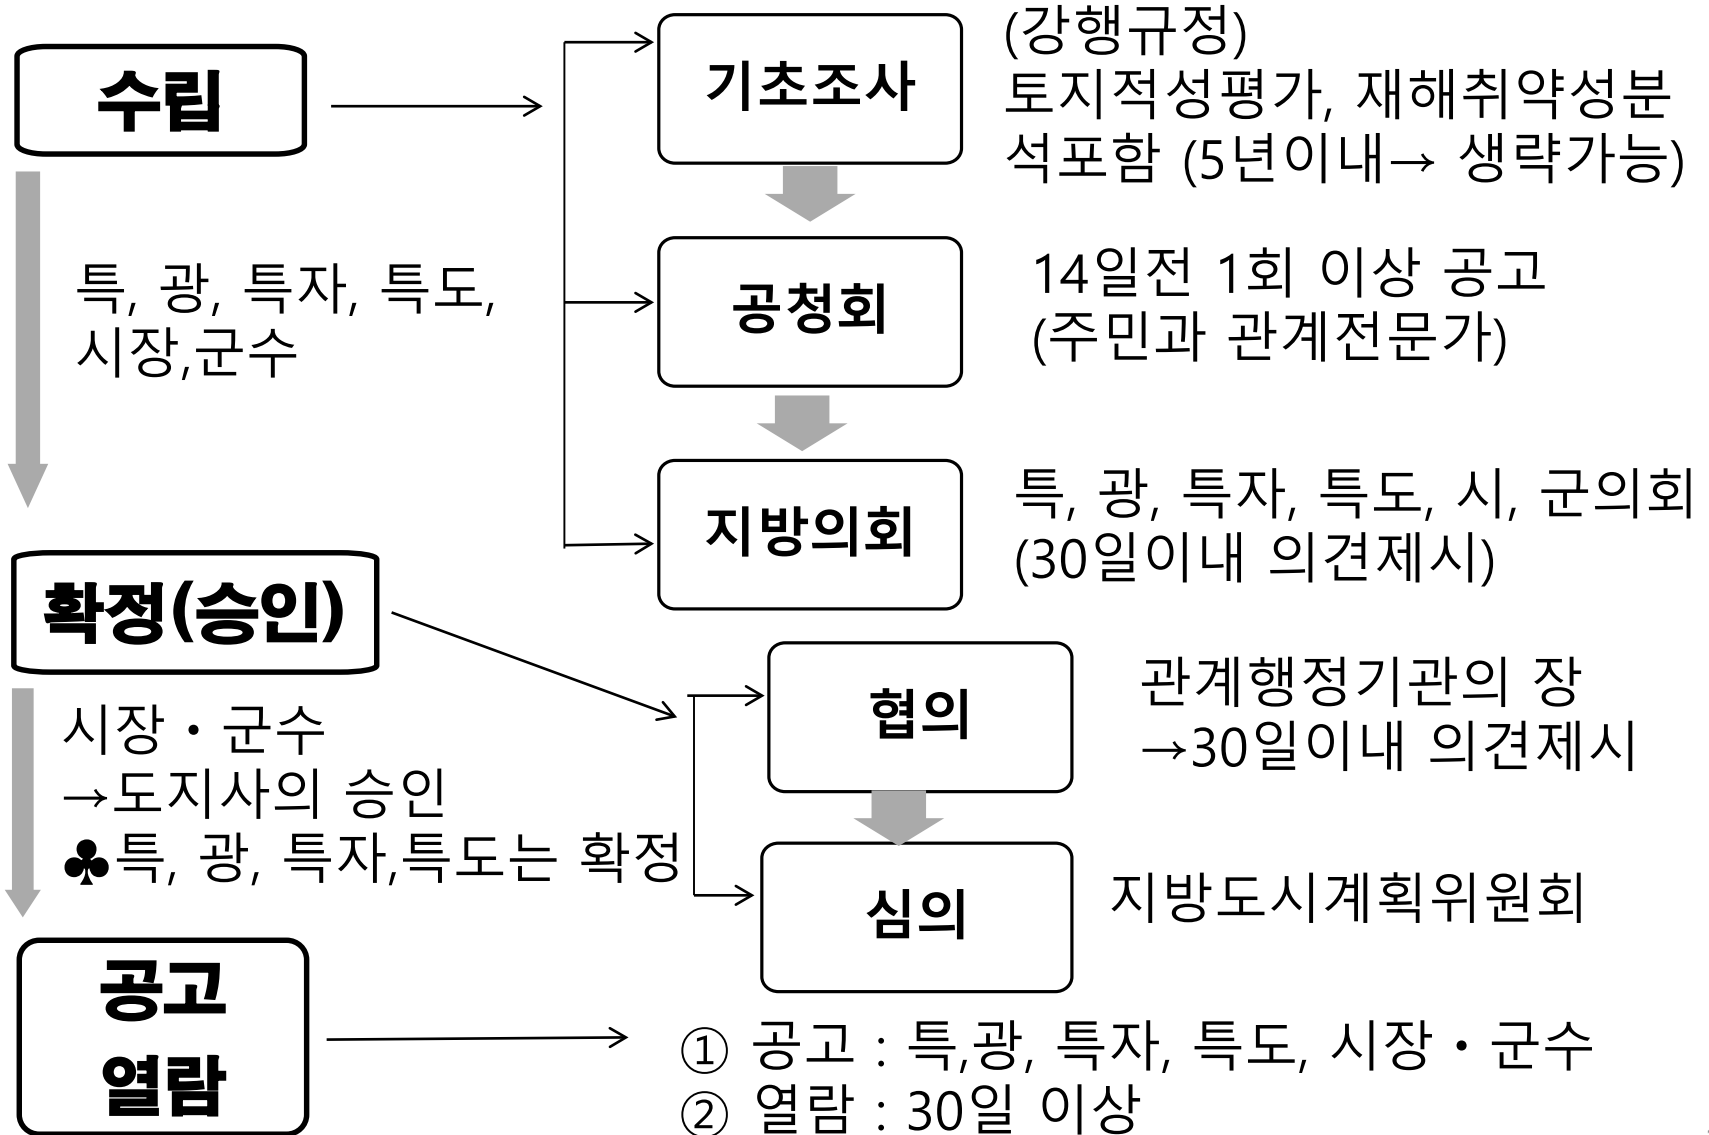 수립
기초조사
(강행규정)
토지적성평가, 재해취약성분
석포함 (5년이내→ 생략가능)
특, 광, 특자, 특도,
시장,군수
공청회
14일전 1회 이상 공고
(주민과 관계전문가)
지방의회
특, 광, 특자, 특도, 시, 군의회
(30일이내 의견제시)
확정(승인)
시장・군수
→도지사의 승인
♣특, 광, 특자,특도는 확정
협의
관계행정기관의 장
→30일이내 의견제시
심의
지방도시계획위원회
공고
열람
① 공고 : 특,광, 특자, 특도, 시장・군수
② 열람 : 30일 이상